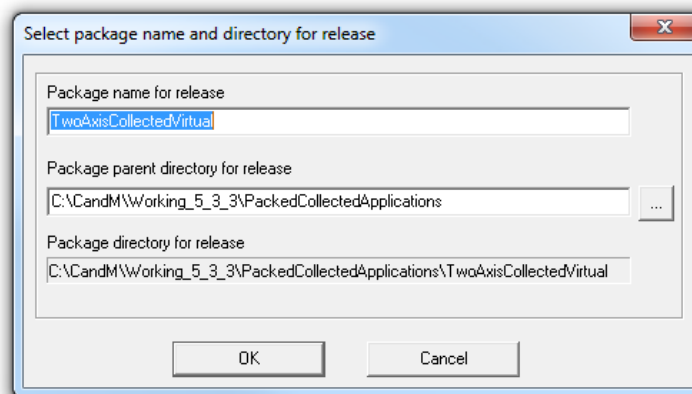 Select package name and directory for release
Package name for release
TwoAxisCollectedVirtual
Package parent directory for release
C:\CandM\Working_5_3_3\PackedCollectedApplications
...
Package directory for release
C:\CandM\Working_5_3_3\PackedCollectedApplications\TwoAxisCollectedVirtual
OK
Cancel